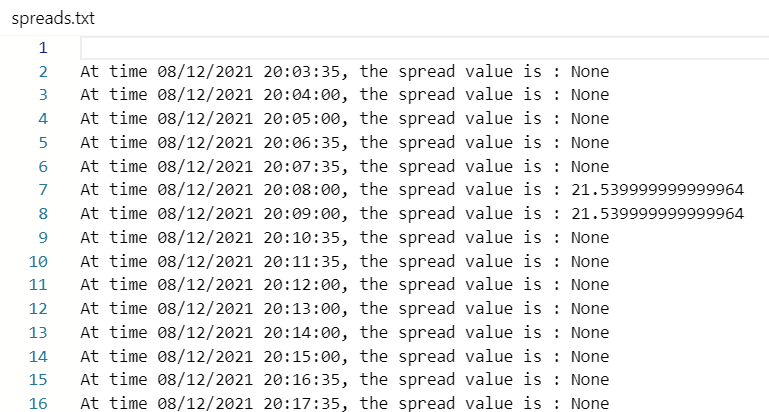 spreads.txt
1
2 At time 08/12/2021 20:03:35, the spread value is : None
3 At time 08/12/2021 20:04:00, the spread value is : None
4 At time 08/12/2021 20:05:00, the spread value is : None
5 At time 08/12/2021 20:06:35, the spread value is : None
6 At time 08/12/2021 20:07:35, the spread value is : None
7 At time 08/12/2021 20:08:00, the spread value is : 21.539999999999964
8 At time 08/12/2021 20:09:00, the spread value is : 21.539999999999964
9 At time 08/12/2021 20:10:35, the spread value is : None
10 At time 08/12/2021 20:11:35, the spread value is : None
11 At time 08/12/2021 20:12:00, the spread value is : None
12 At time 08/12/2021 20:13:00, the spread value is : None
13 At time 08/12/2021 20:14:00, the spread value is : None
14 At time 08/12/2021 20:15:00, the spread value is : None
15 At time 08/12/2021 20:16:35, the spread value is : None
16 At time 08/12/2021 20:17:35, the spread value is : None